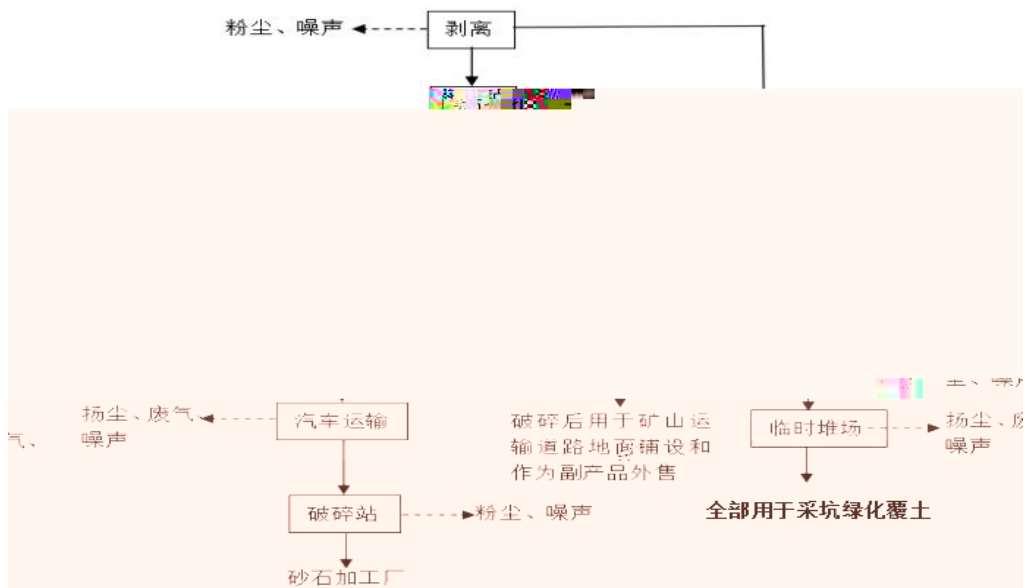 粉尘、噪声
剥离
扬尘、废气、
噪声
气、
汽车运输
破碎后用于矿山运
输道路地面铺设和
作为副产品外售
临时堆场
扬尘、
噪声
破碎站
粉尘、噪声
全部用于采坑绿化覆土
砂石加工厂